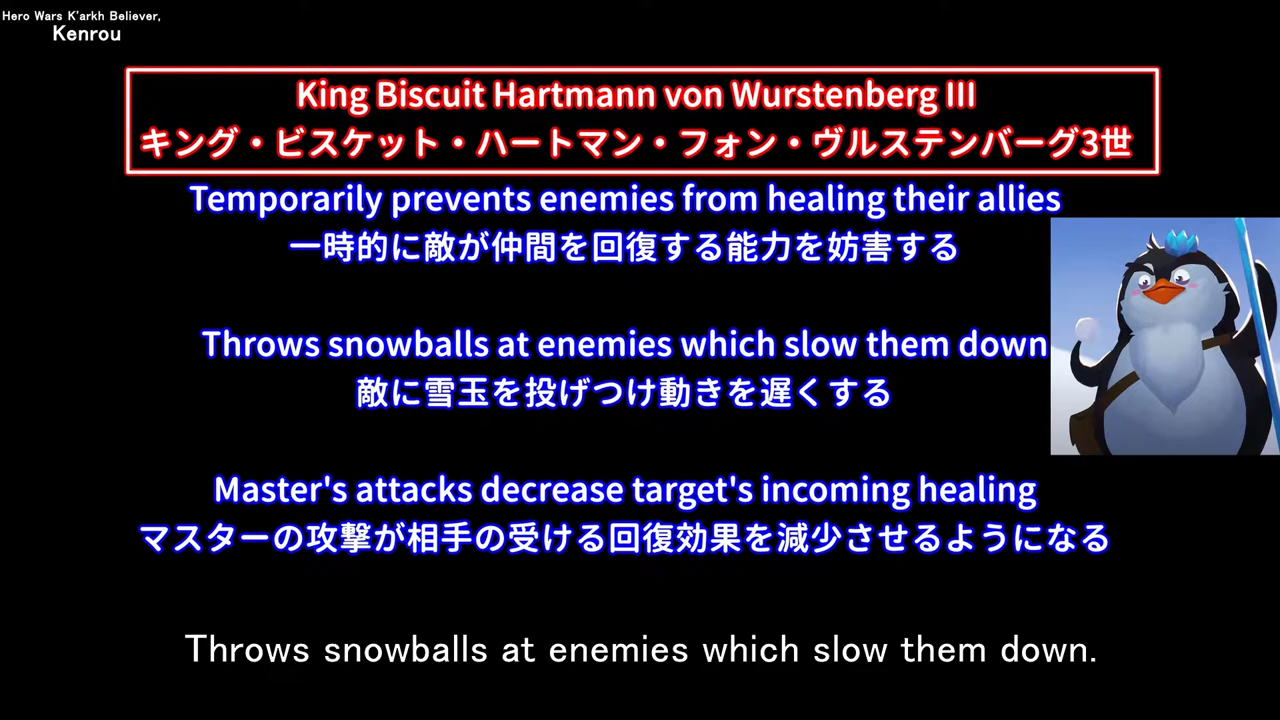 Hero Wars K'arkh Believer,
Kenrou
King Biscuit Hartmann von Wurstenberg III
キング・ビスケット・ハートマン・フォン・ヴルステンバーグ3世
Temporarily prevents enemies from healing their allies
一時的に敵が仲間を回復する能力を妨害する
Throws snowballs at enemies which slow them down
敵に雪玉を投げつけ動きを遅くする
Master's attacks decrease target's incoming healing
マスターの攻撃が相手の受ける回復効果を減少させるようになる
Throws snowballs at enemies which slow them down.